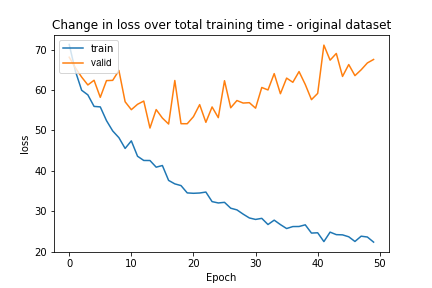 Change in loss over total training time - original dataset
train
valid
loss
70
60
50
40
30
20
0
10
20
30
40
50
Epoch